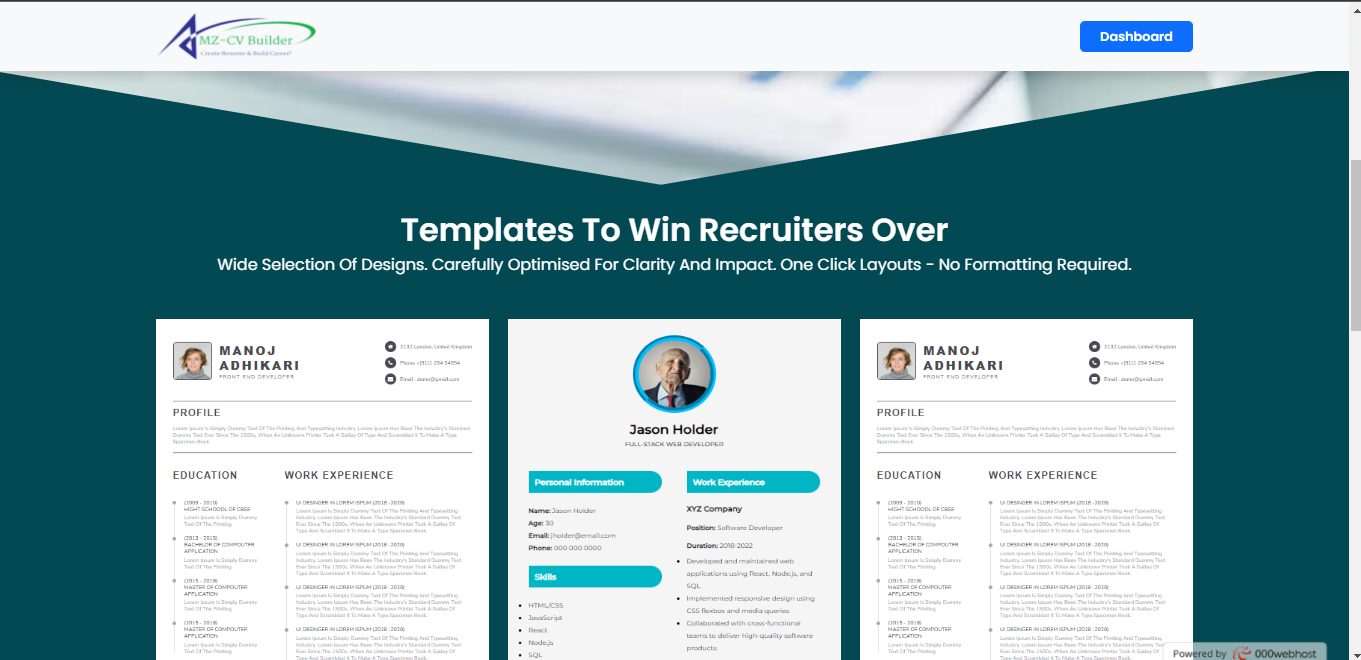 MZ-CV Builder
Create Resume & Build Career!
Dashboard
Templates To Win Recruiters Over
Wide Selection Of Designs. Carefully Optimised For Clarity And Impact. One Click Layouts - No Formatting Required.
MANOJ
ADHIKARI
FRONT END DEVELOPER
2192 London, United Kingdom
Phone
Email : demo@gmail.com
PROFILE
Lorem Ipsum Is Simply Dummy Text Of The Printing And Typesetting Industry. Lorem Ipsum Has Been The Industry's Standard
Dummy Text Ever Since The 1500s, When An Unknown Printer Took A Galley Of Type And Scrambled It To Make A Type
Specimen Book.
EDUCATION
(2009 - 2010)
HIGHT SCHOOOL OF CBSE
Lorem Ipsum Is Simply Dummy
Text Of The Printing.
(2013 - 2015)
BACHOLOR OF COMPOUTER
APPLICATION
Lorem Ipsum Is Simply Dummy
Text Of The Printing.
(2015 - 2018)
MASTER OF COMPUTER
APPLICATION
Lorem Ipsum Is Simply Dummy
Text Of The Printing.
(2015 - 2018)
MASTER OF COMPUTER
APPLICATION
Lorem Ipsum Is Simply Dummy
Text Of The Printing.
WORK EXPERIENCE
UI DESINGER IN LOREM ISPUM (2018 -2020)
Lorem Ipsum Is Simply Dummy Text Of The Printing And Typesetting
Industry. Lorem Ipsum Has Been The Industry's Standard Dummy Text
Ever Since The 1500s, When An Unknown Printer Took A Galley Of
Type And Scrambled It To Make A Type Specimen Book.
UI DESINGER IN LOREM ISPUM (2018 -2020)
Lorem Ipsum Is Simply Dummy Text Of The Printing And Typesetting
Industry. Lorem Ipsum Has Been The Industry's Standard Dummy Text
Ever Since The 1500s, When An Unknown Printer Took A Galley Of
Type And Scrambled It To Make A Type Specimen Book.
UI DESINGER IN LOREM ISPUM (2018 -2020)
Lorem Ipsum Is Simply Dummy Text Of The Printing And Typesetting
Industry. Lorem Ipsum Has Been The Industry's Standard Dummy Text
Ever Since The 1500s, When An Unknown Printer Took A Galley Of
Type And Scrambled It To Make A Type Specimen Book.
UI DESINGER IN LOREM ISPUM (2018 -2020)
Lorem Ipsum Is Simply Dummy Text Of The Printing And Typesetting
Industry. Lorem Ipsum Has Been The Industry's Standard Dummy Text
Ever Since The 1500s, When An Unknown Printer Took A Galley Of
Type And Scrambled It To Make A Type Specimen Book.
Jason Holder
FULL-STACK WEB DEVELOPER
Personal Information
Name: Jason Holder
Age: 30
Email: jholder@email.com
Phone: 000 000 0000
Skills
HTML/CSS
JavaScript
React
Node.js
SQL
Work Experience
XYZ Company
Position: Software Developer
Duration: 2018-2022
Developed and maintained web
applications using React, Node.js, and
SQL
Implemented responsive design using
CSS flexbox and media queries
Collaborated with cross-functional
teams to deliver high-quality software
products
MANOJ
ADHIKARI
FRONT END DEVELOPER
2192 London, United Kingdom
Phone
Email : demo@gmail.com
PROFILE
Lorem Ipsum Is Simply Dummy Text Of The Printing And Typesetting Industry. Lorem Ipsum Has Been The Industry's Standard
Dummy Text Ever Since The 1500s, When An Unknown Printer Took A Galley Of Type And Scrambled It To Make A Type
Specimen Book.
EDUCATION
(2009 - 2010)
HIGHT SCHOOOL OF CBSE
Lorem Ipsum Is Simply Dummy
Text Of The Printing.
(2013 - 2015)
BACHOLOR OF COMPOUTER
APPLICATION
Lorem Ipsum Is Simply Dummy
Text Of The Printing.
(2015 - 2018)
MASTER OF COMPUTER
APPLICATION
Lorem Ipsum Is Simply Dummy
Text Of The Printing.
(2015 - 2018)
MASTER OF COMPUTER
APPLICATION
Lorem Ipsum Is Simply Dummy
Text Of The Printing.
WORK EXPERIENCE
UI DESINGER IN LOREM ISPUM (2018 -2020)
Lorem Ipsum Is Simply Dummy Text Of The Printing And Typesetting
Industry. Lorem Ipsum Has Been The Industry's Standard Dummy Text
Ever Since The 1500s, When An Unknown Printer Took A Galley Of
Type And Scrambled It To Make A Type Specimen Book.
UI DESINGER IN LOREM ISPUM (2018 -2020)
Lorem Ipsum Is Simply Dummy Text Of The Printing And Typesetting
Industry. Lorem Ipsum Has Been The Industry's Standard Dummy Text
Ever Since The 1500s, When An Unknown Printer Took A Galley Of
Type And Scrambled It To Make A Type Specimen Book.
UI DESINGER IN LOREM ISPUM (2018 -2020)
Lorem Ipsum Is Simply Dummy Text Of The Printing And Typesetting
Industry. Lorem Ipsum Has Been The Industry's Standard Dummy Text
Ever Since The 1500s, When An Unknown Printer Took A Galley Of
Type And Scrambled It To Make A Type Specimen Book.
UI DESINGER IN LOREM ISPUM (2018 -2020)
Lorem Ipsum Is Simply Dummy Text Of The Printing And Typesetting
Industry. Lorem Ipsum Has Been The Industry's Standard Dummy Text
Ever Since The 1500s, When An Unknown Printer Took A Galley Of
Type And Scrambled It To Make A Type
Powered by 000webhost